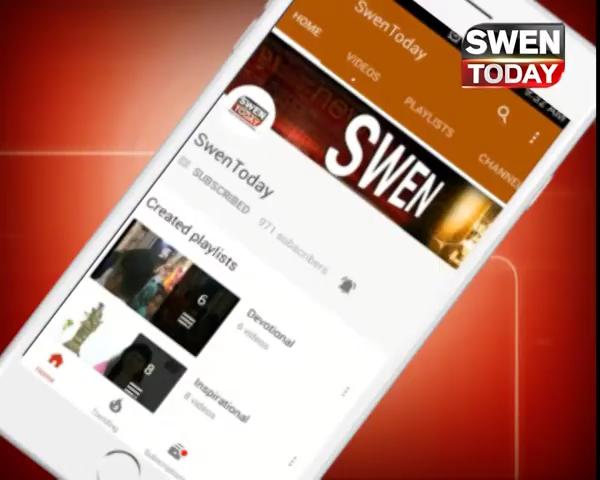 SWEN
TODAY
SwenToday
HOME
VIDEOS
PLAYLISTS
SWEN
SWEN
TODAY
SwenToday
SUBSCRIBED
971 subscribers
Created playlists
6
Devotional
6 videos
8
Inspirational
8 videos
Home
Trending